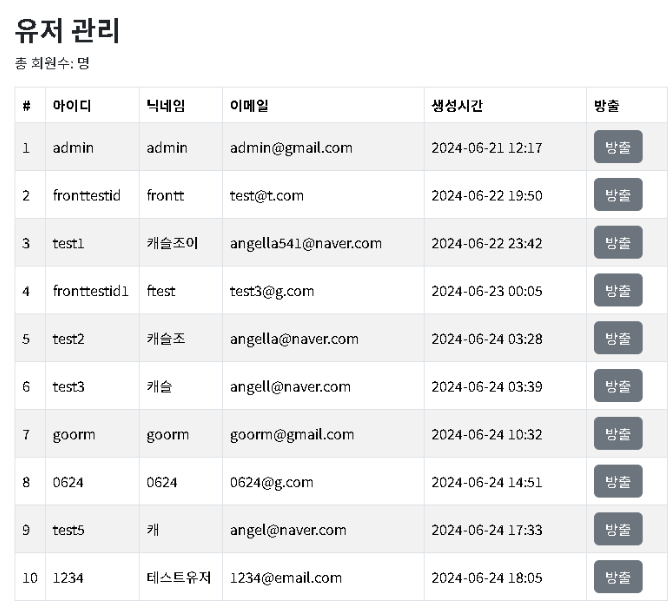 유저 관리
총 회원수: 명
# 아이디 닉네임 이메일 생성시간 방출
1 admin admin admin@gmail.com 2024-06-21 12:17 방출
2 fronttestid frontt test@t.com 2024-06-22 19:50 방출
3 test1 캐슬조이 angella541@naver.com 2024-06-22 23:42 방출
4 fronttestid1 ftest test3@g.com 2024-06-23 00:05 방출
5 test2 캐슬조 angella@naver.com 2024-06-24 03:28 방출
6 test3 캐슬 angell@naver.com 2024-06-24 03:39 방출
7 goorm goorm goorm@gmail.com 2024-06-24 10:32 방출
8 0624 0624 0624@g.com 2024-06-24 14:51 방출
9 test5 캐 angel@naver.com 2024-06-24 17:33 방출
10 1234 테스트유저 1234@email.com 2024-06-24 18:05 방출